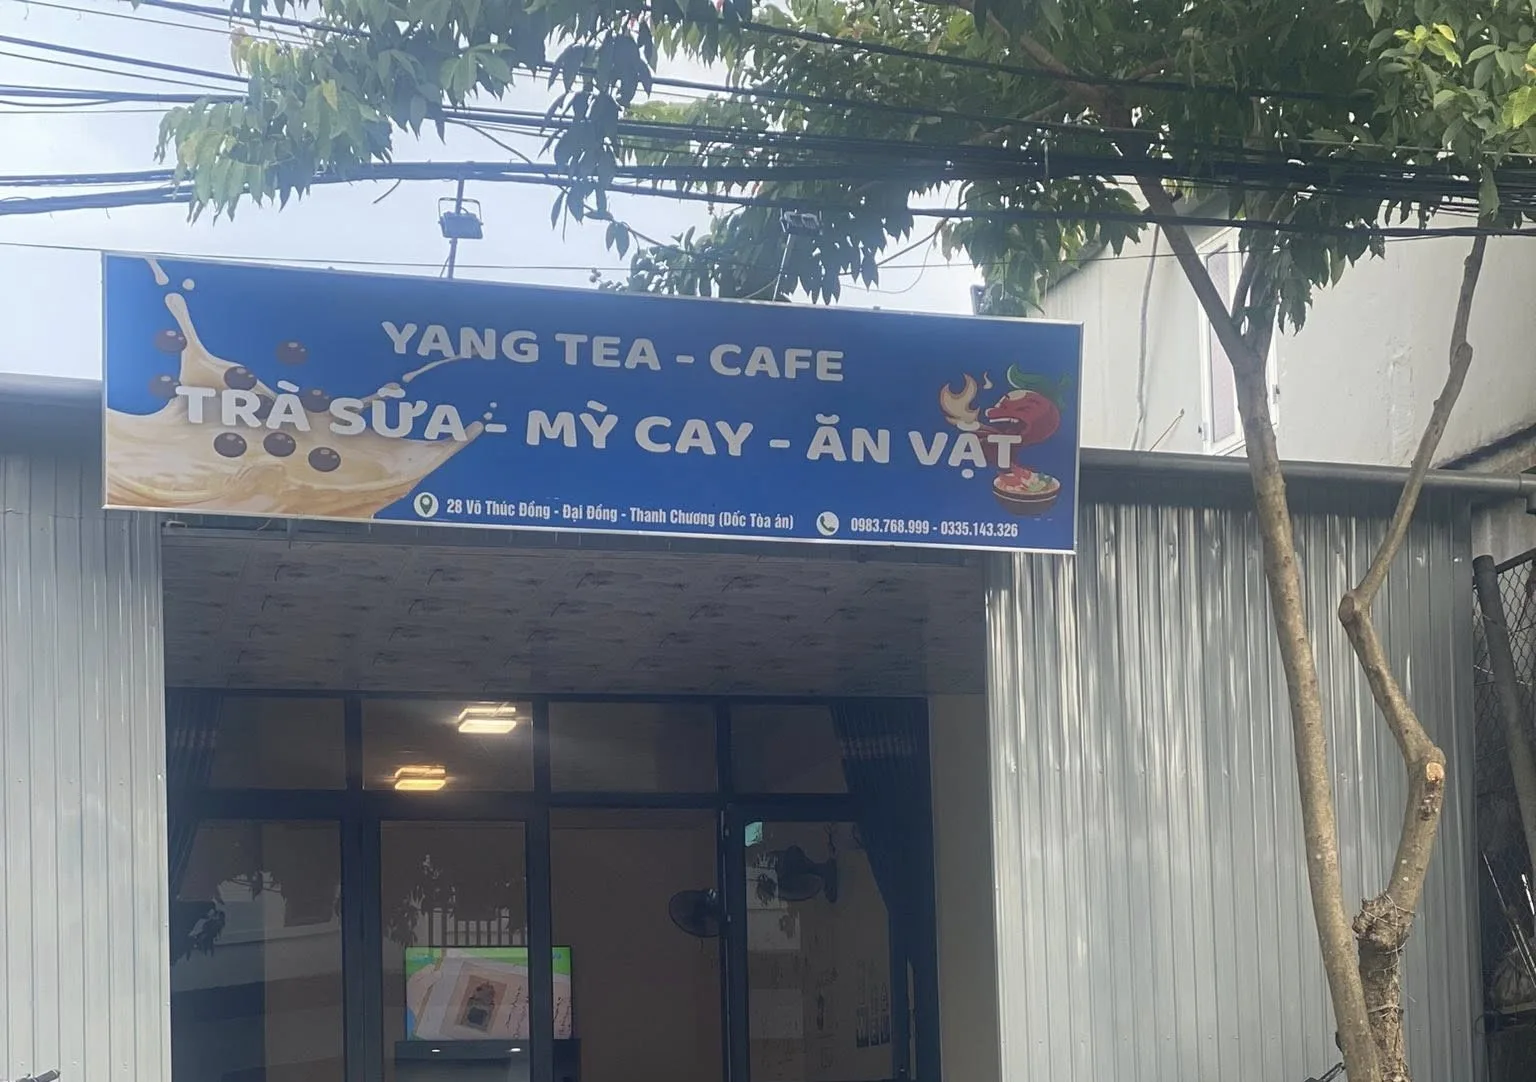 YANG TEA - CAFE
TRÀ SỮA - MỲ CAY - ĂN VẶT
28 Võ Thúc Đồng - Đại Đồng - Thanh Chương (Dốc Tòa án)
0983.768.999 - 0335.143.326